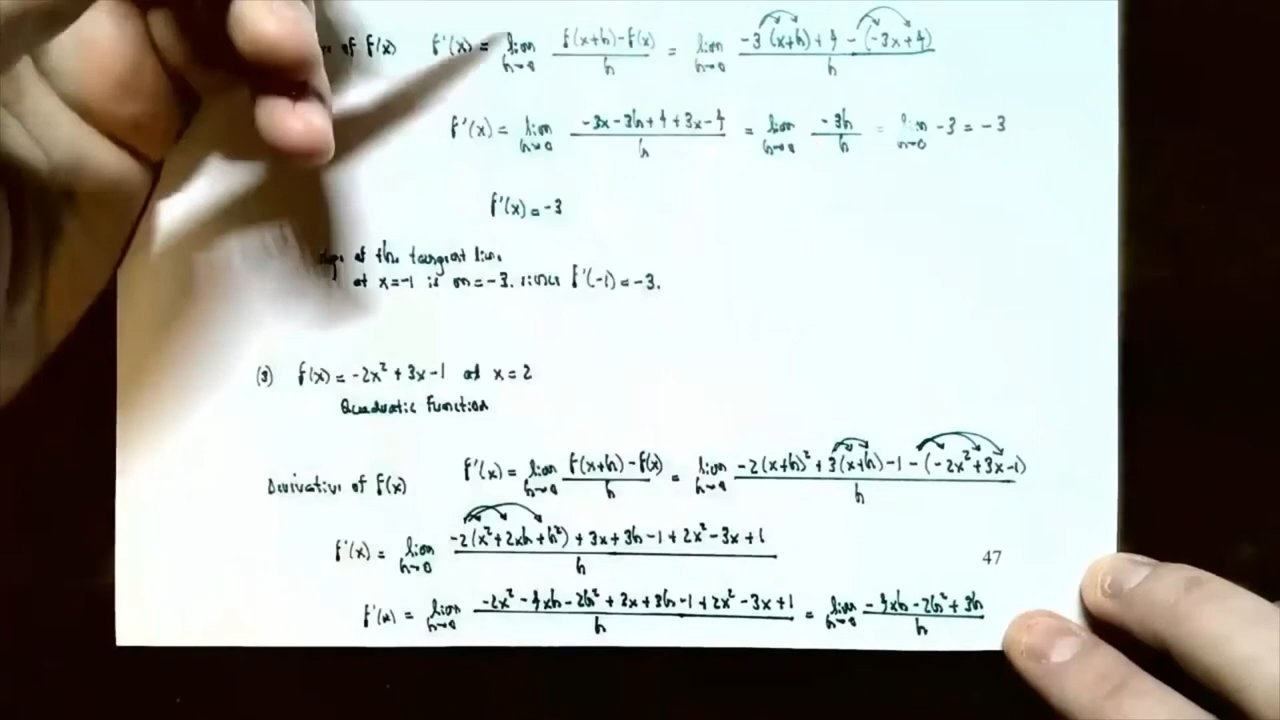 of f(x) f'(x) = lim h→0 f(x+h)-f(x) / h = lim h→0 -3(x+h)+4-(-3x+4) / h
f'(x) = lim h→0 -3x-3h+4+3x-4 / h = lim h→0 -3h / h = lim h→0 -3 = -3
f'(x) = -3
of the tangent line
at x=-1 is m=-3. since f'(-1) = -3.
(3) f(x) = -2x² + 3x - 1 at x = 2
Quadratic Function
Derivative of f(x) f'(x) = lim h→0 f(x+h)-f(x) / h = lim h→0 -2(x+h)² + 3(x+h) - 1 - (-2x² + 3x - 1) / h
f'(x) = lim h→0 -2(x² + 2xh + h²) + 3x + 3h - 1 + 2x² - 3x + 1 / h
47
f'(x) = lim h→0 -2x² - 4xh - 2h² + 2x + 3h - 1 + 2x² - 3x + 1 / h = lim h→0 -4xh - 2h² + 3h / h